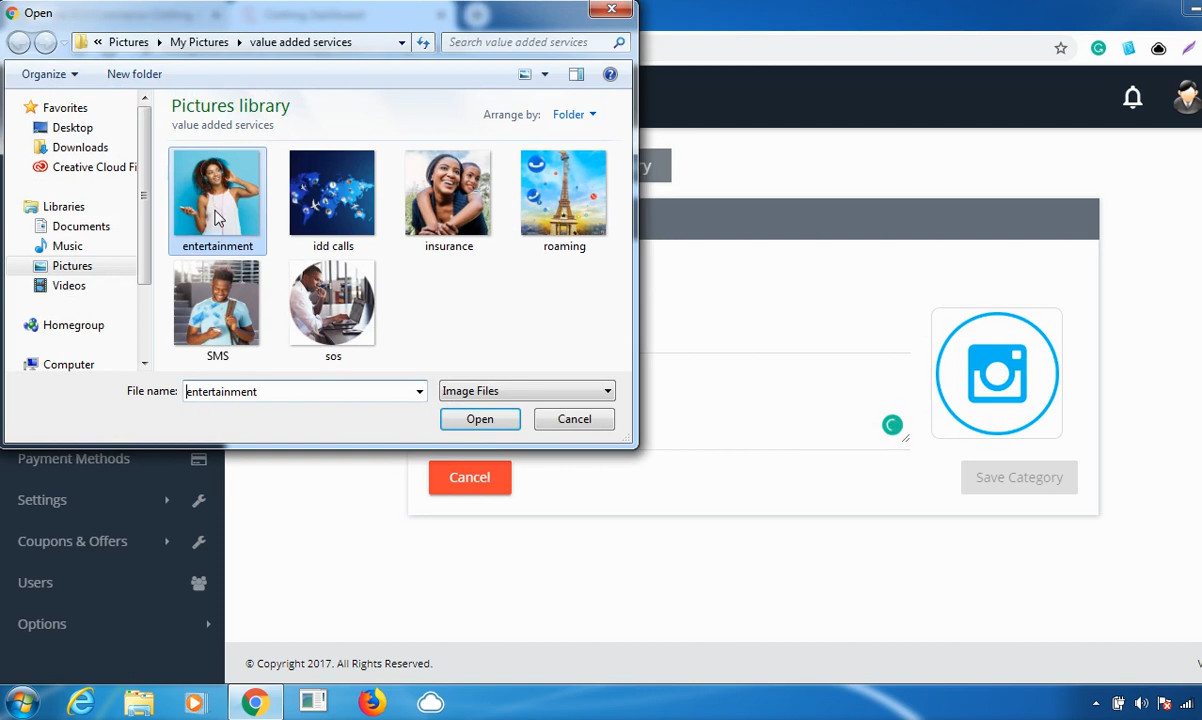 Open
Pictures
My Pictures
value added services
Search value added services
Organize
New folder
Favorites
Desktop
Downloads
Creative Cloud Fi
Libraries
Documents
Music
Pictures
Videos
Homegroup
Computer
Pictures library
value added services
Arrange by:
Folder
entertainment
idd calls
insurance
roaming
SMS
sos
File name:
entertainment
Image Files
Open
Cancel
Payment Methods
Settings
Coupons & Offers
Users
Options
Cancel
Save Category
© Copyright 2017. All Rights Reserved.